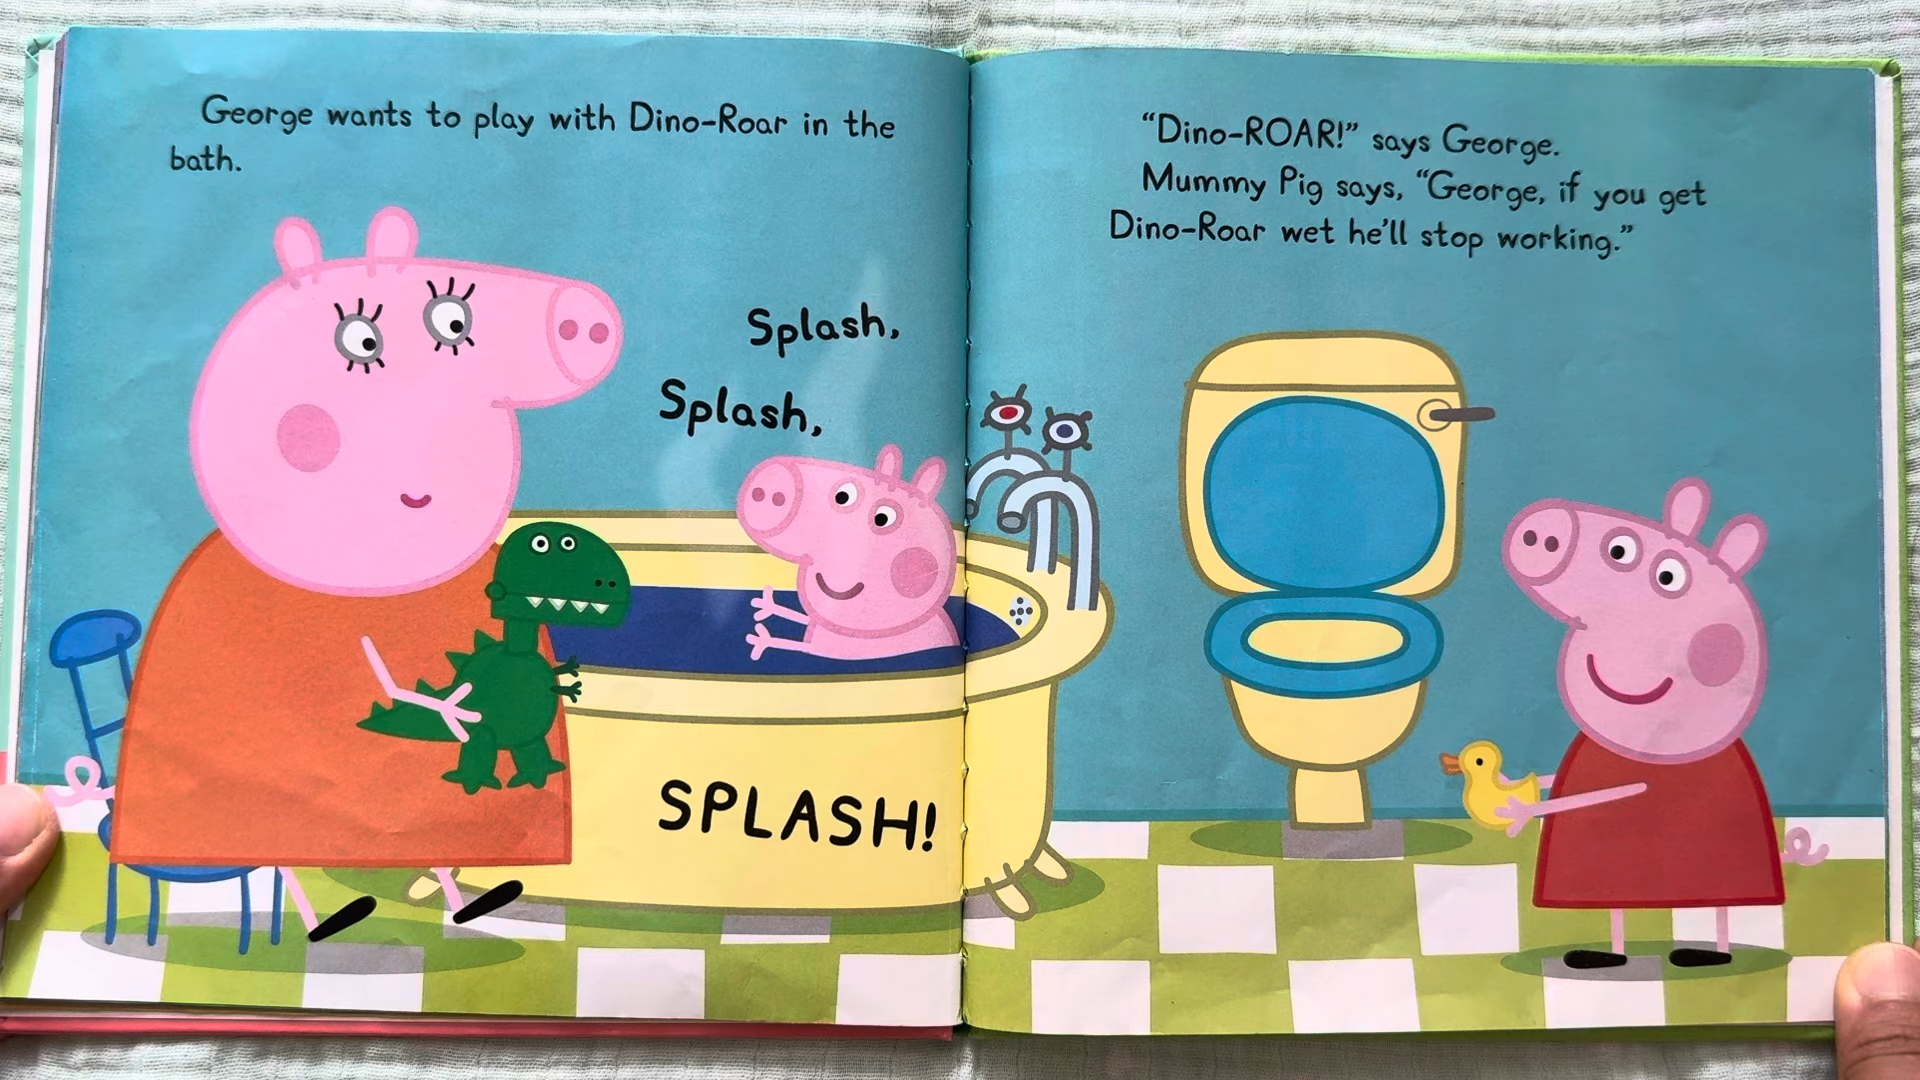 George wants to play with Dino-Roar in the
bath.
Splash,
Splash,
SPLASH!
“Dino-ROAR!” says George.
Mummy Pig says, “George, if you get
Dino-Roar wet he’ll stop working.”